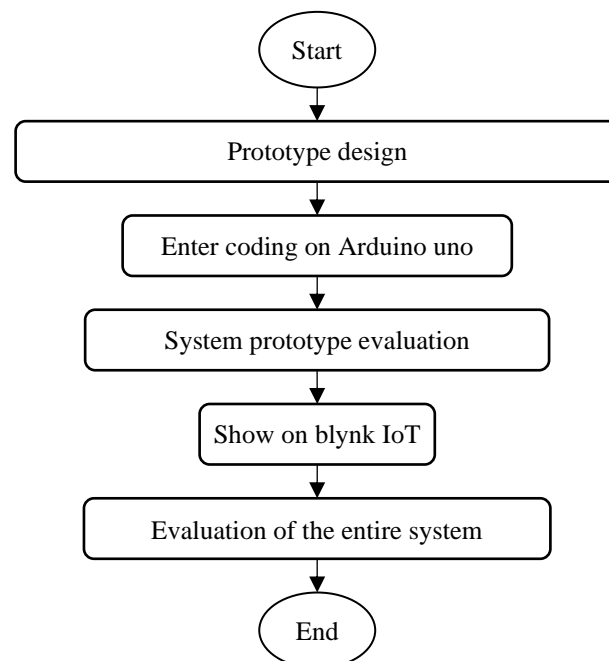 Start
Prototype design
Enter coding on Arduino uno
System prototype evaluation
Show on blynk IoT
Evaluation of the entire system
End